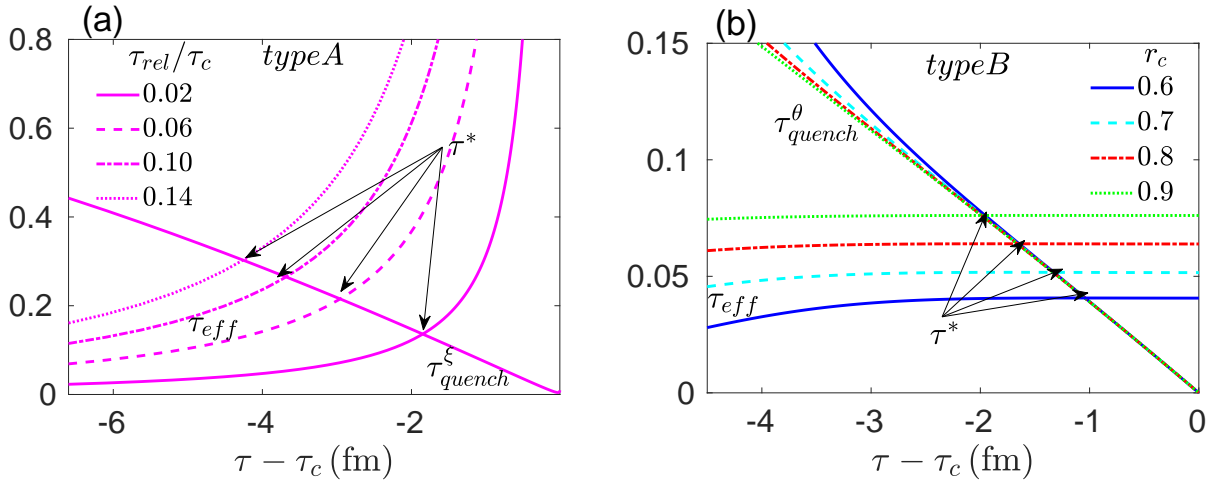 (a)
0.8
0.6
0.4
0.2
0
τ_rel/τ_c
typeA
0.02
0.06
0.10
0.14
τ*
τ_eff
τ^ξ_quench
-6
-4
-2
τ − τ_c (fm)
(b)
0.15
0.1
0.05
0
typeB
r_c
0.6
0.7
0.8
0.9
τ^θ_quench
τ_eff
τ*
-4
-3
-2
-1
0
τ − τ_c (fm)